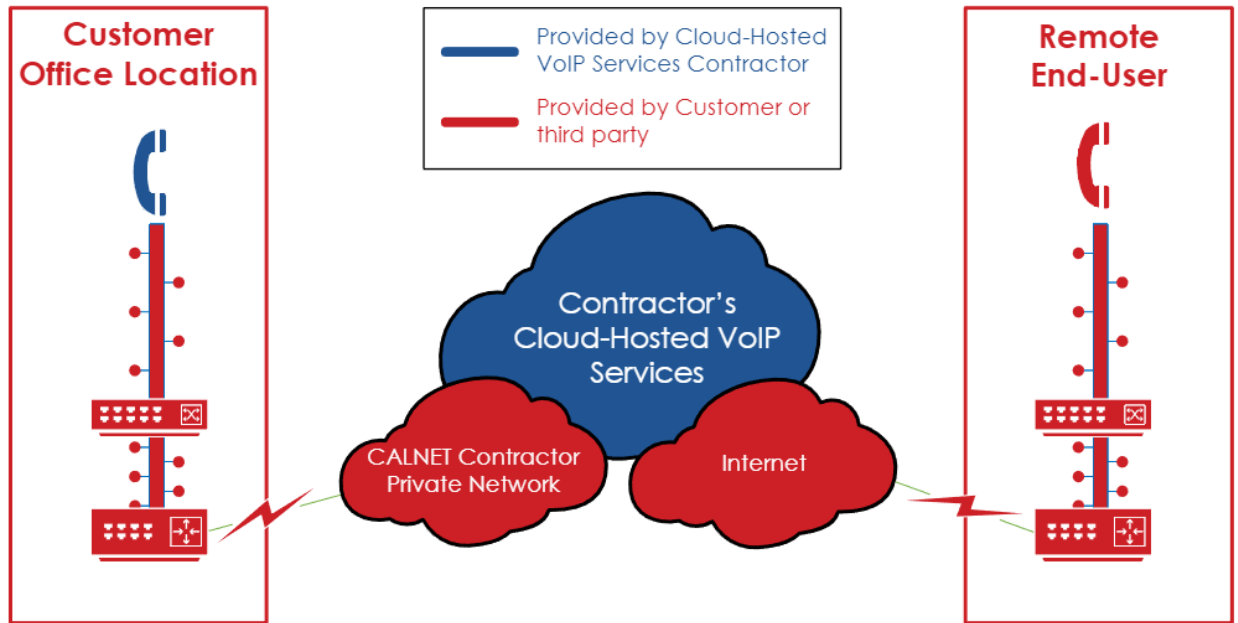 Customer
Office Location
Provided by Cloud-Hosted
VoIP Services Contractor
Provided by Customer or
third party
Remote
End-User
Contractor's
Cloud-Hosted VoIP
Services
CALNET Contractor
Private Network
Internet